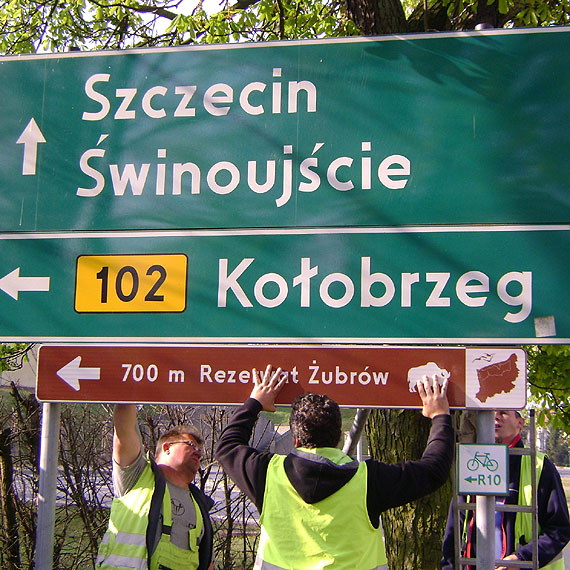 Szczecin
Świnoujście
102 Kołobrzeg
700 m Rezerwat Żubrów
R10